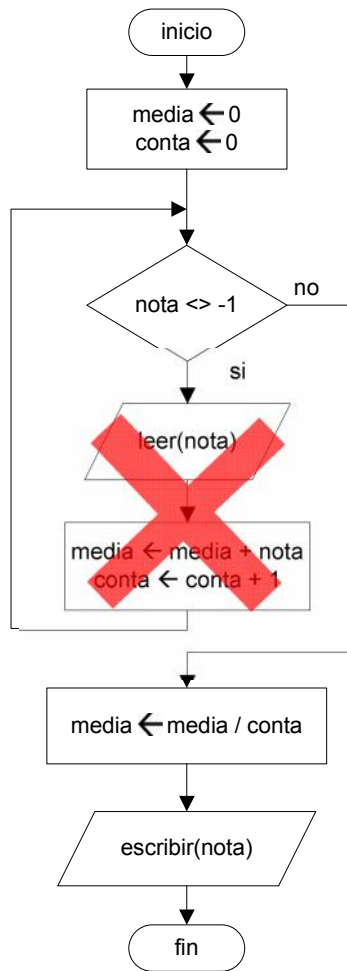 inicio
media ← 0
conta ← 0
nota <> -1
no
si
leer(nota)
media ← media + nota
conta ← conta + 1
media ← media / conta
escribir(nota)
fin